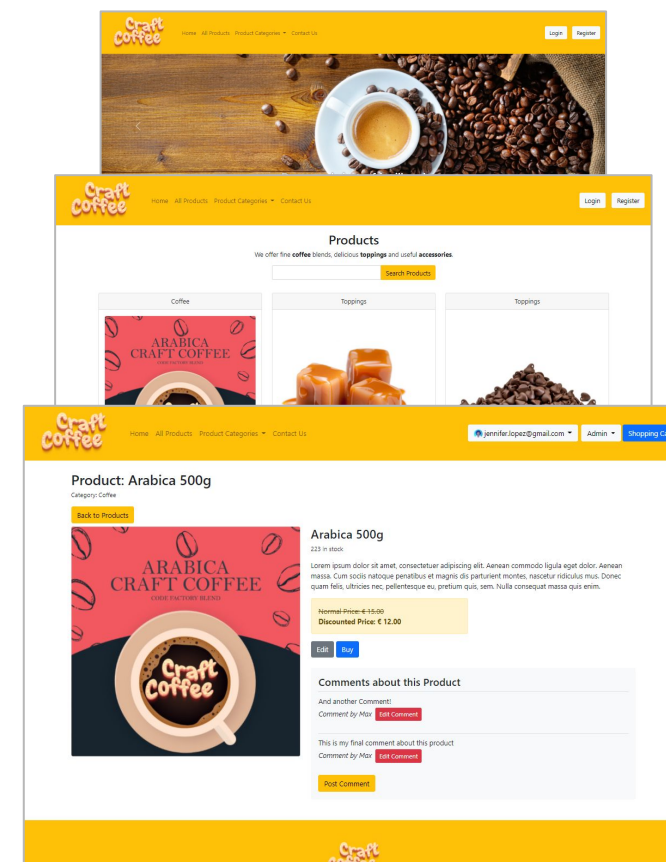 Craft
Coffee
Home All Products Product Categories Contact Us
Login Register
Craft
Coffee
Home All Products Product Categories Contact Us
Login Register
Products
We offer fine coffee blends, delicious toppings and useful accessories.
Search Products
Coffee Toppings Toppings
ARABICA
CRAFT COFFEE
CODE FACTORY BLEND
Craft
Coffee
Home All Products Product Categories Contact Us
jennifer.lopez@gmail.com Admin Shopping Ca
Product: Arabica 500g
Category: Coffee
Back to Products
ARABICA
CRAFT COFFEE
CODE FACTORY BLEND
Craft
Coffee
Arabica 500g
223 in stock
Lorem ipsum dolor sit amet, consectetuer adipiscing elit. Aenean commodo ligula eget dolor. Aenean
massa. Cum sociis natoque penatibus et magnis dis parturient montes, nascetur ridiculus mus. Donec
quam felis, ultricies nec, pellentesque eu, pretium quis, sem. Nulla consequat massa quis enim.
Normal Price: € 15.00
Discounted Price: € 12.00
Edit Buy
Comments about this Product
And another Comment!
Comment by Max Edit Comment
This is my final comment about this product
Comment by Max Edit Comment
Post Comment
Craft